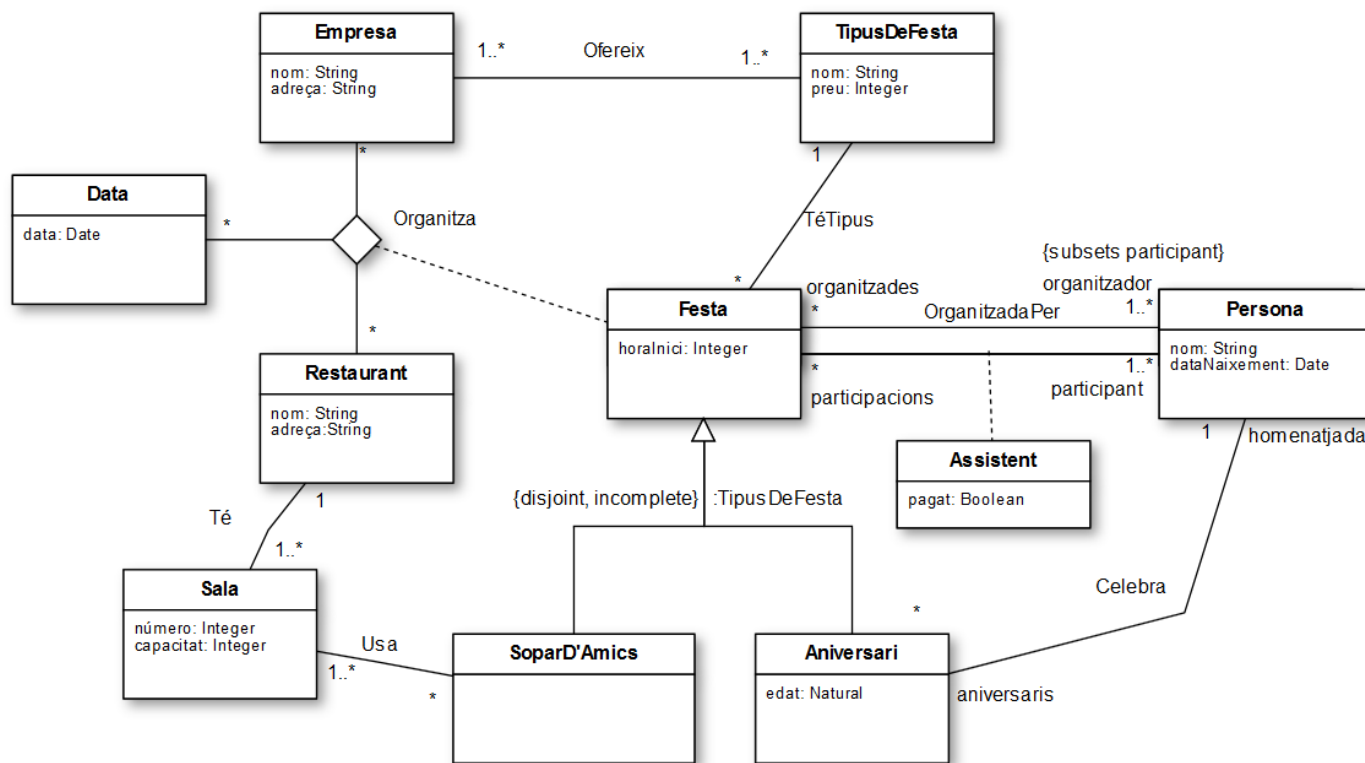 Empresa
nom: String
adreça: String
1..*
Ofereix
1..*
TipusDeFesta
nom: String
preu: Integer
*
1
Data
data: Date
*
Organitza
TéTipus
*
*
{subsets participant}
organitzades
organitzador
*
OrganitzadaPer
1..*
Festa
horaInici: Integer
Persona
nom: String
dataNaixement: Date
*
1..*
participacions
participant
Restaurant
nom: String
adreça:String
1
homenatjada
Assistent
pagat: Boolean
{disjoint, incomplete}
:TipusDeFesta
1
Té
1..*
Sala
número: Integer
capacitat: Integer
Usa
1..*
*
SoparD'Amics
*
Celebra
Aniversari
edat: Natural
aniversaris